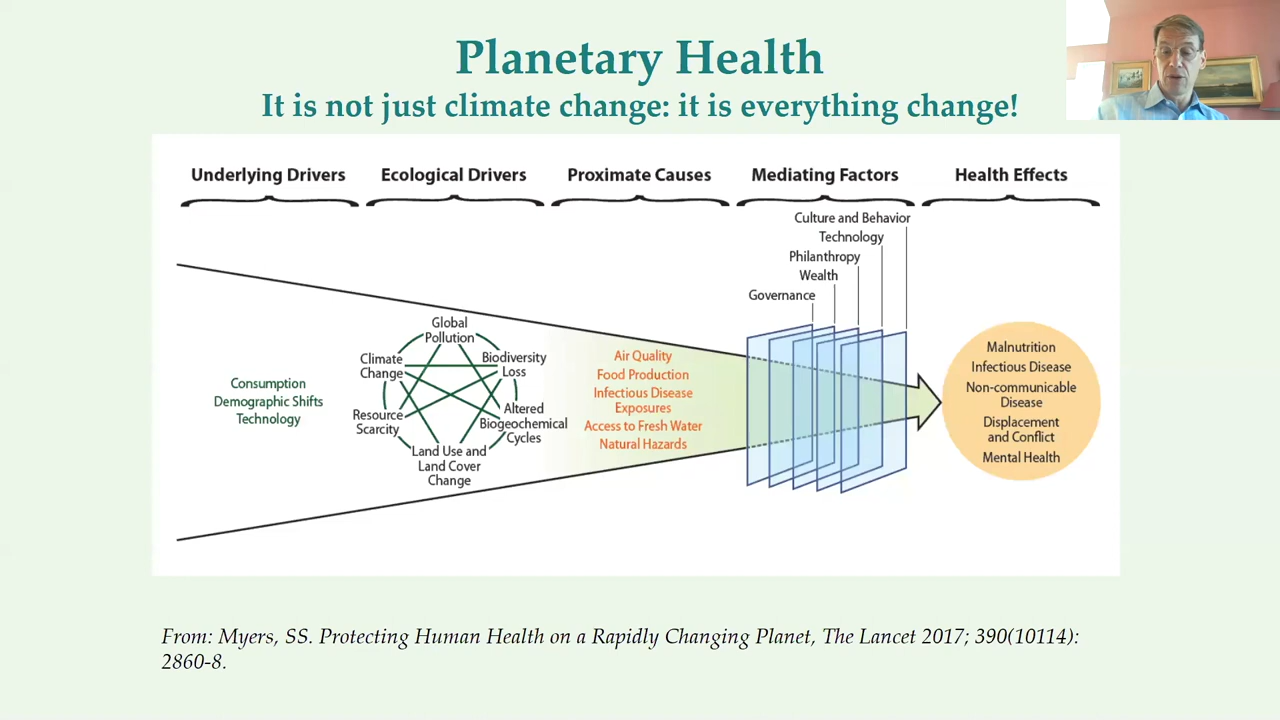 Planetary Health
It is not just climate change: it is everything change!
Underlying Drivers
Ecological Drivers
Proximate Causes
Mediating Factors
Health Effects
Consumption
Demographic Shifts
Technology
Global
Pollution
Climate
Change
Biodiversity
Loss
Resource
Scarcity
Altered
Biogeochemical
Cycles
Land Use and
Land Cover
Change
Air Quality
Food Production
Infectious Disease
Exposures
Access to Fresh Water
Natural Hazards
Culture and Behavior
Technology
Philanthropy
Wealth
Governance
Malnutrition
Infectious Disease
Non-communicable
Disease
Displacement
and Conflict
Mental Health
From: Myers, SS. Protecting Human Health on a Rapidly Changing Planet, The Lancet 2017; 390(10114):
2860-8.